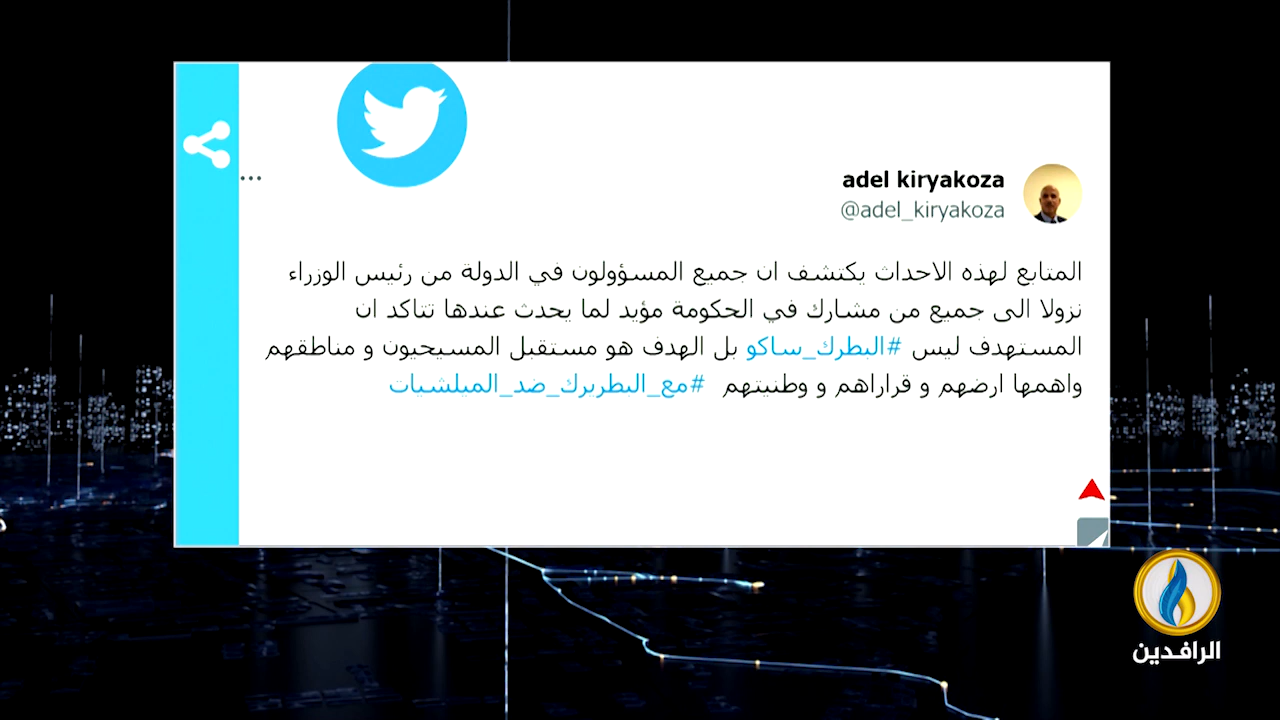 adel kiryakoza
@adel_kiryakoza
المتابع لهذه الاحداث يكتشف ان جميع المسؤولون في الدولة من رئيس الوزراء
نزولا الى جميع من مشارك في الحكومة مؤيد لما يحدث عندها تتاكد ان
المستهدف ليس #البطرك_ساكو بل الهدف هو مستقبل المسيحيون و مناطقهم
واهمها ارضهم و قراراهم و وطنيتهم #مع_البطريرك_ضد_الميلشيات
الرافدين